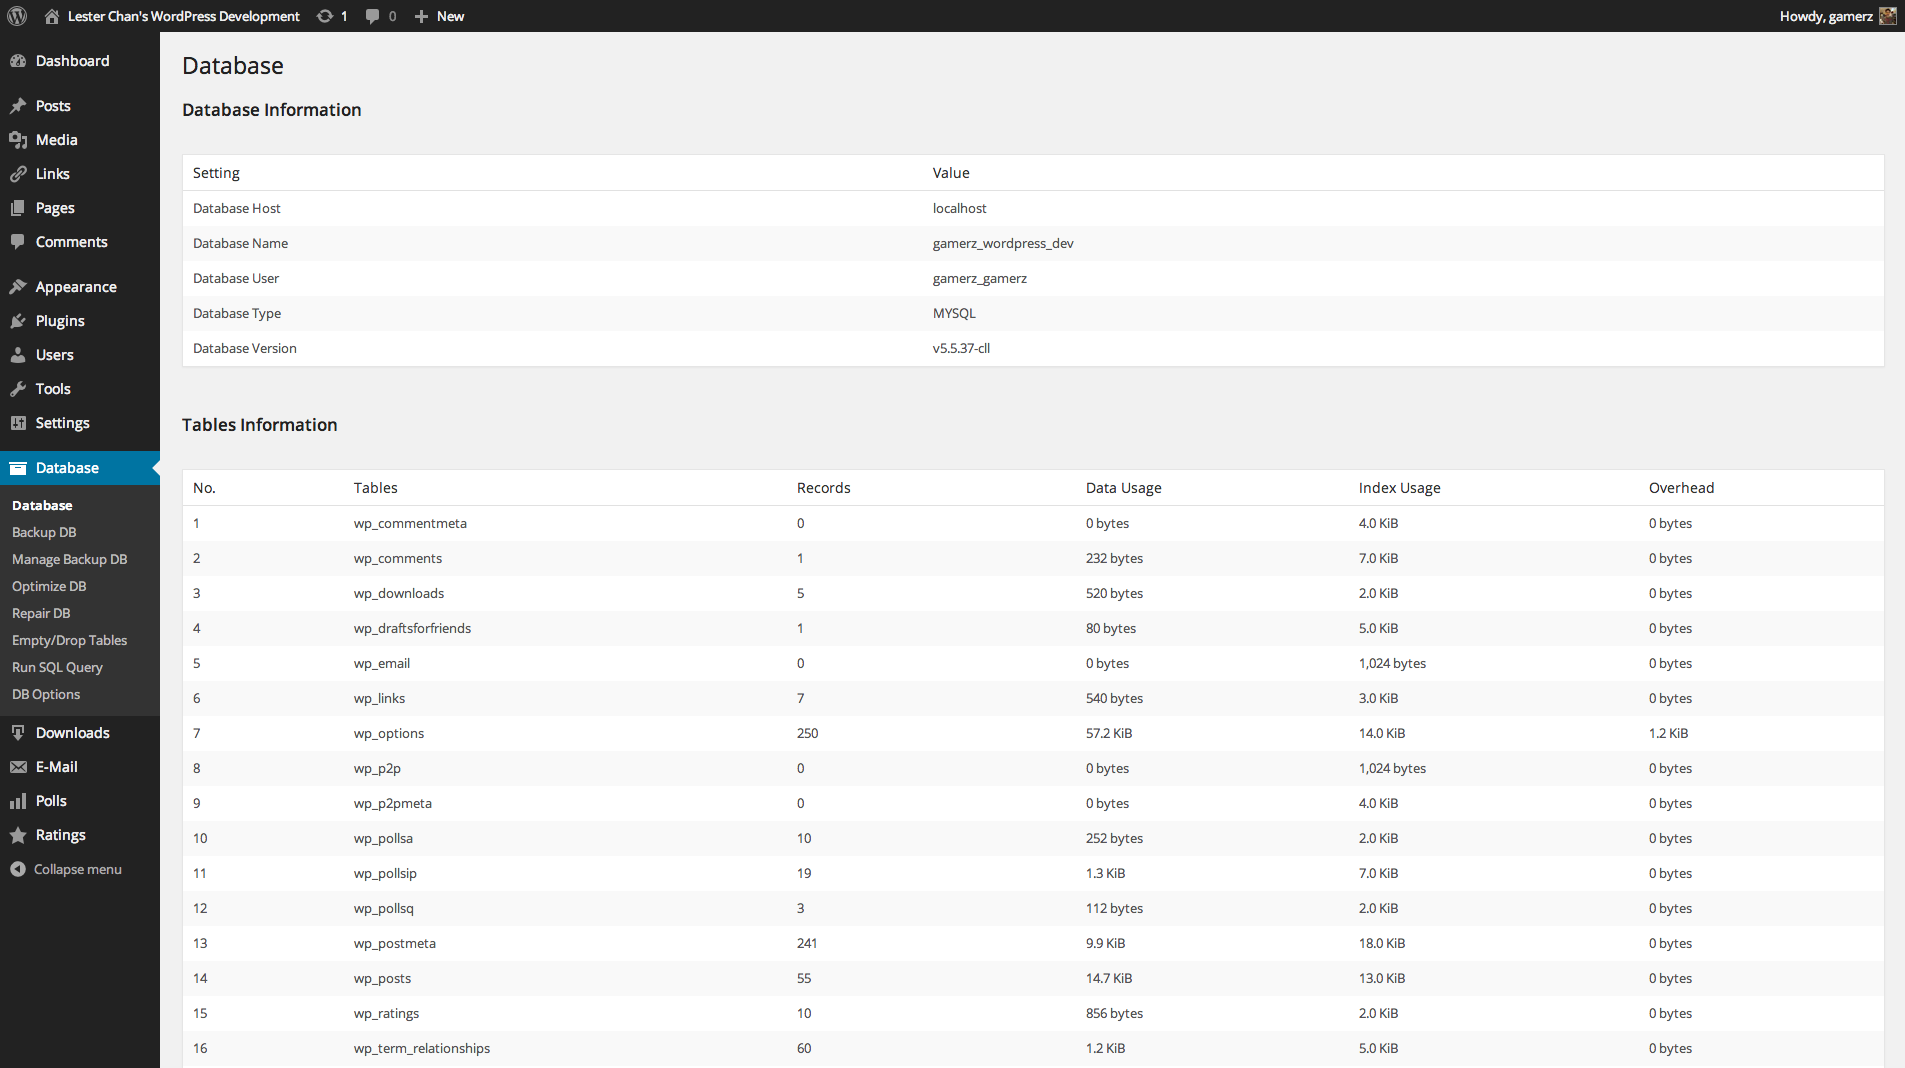 Lester Chan's WordPress Development 1 0 New Howdy, gamerz
Dashboard
Posts
Media
Links
Pages
Comments
Appearance
Plugins
Users
Tools
Settings
Database
Database
Backup DB
Manage Backup DB
Optimize DB
Repair DB
Empty/Drop Tables
Run SQL Query
DB Options
Downloads
E-Mail
Polls
Ratings
Collapse menu
Database
Database Information
Setting Value
Database Host localhost
Database Name gamerz_wordpress_dev
Database User gamerz_gamerz
Database Type MYSQL
Database Version v5.5.37-cll
Tables Information
No. Tables Records Data Usage Index Usage Overhead
1 wp_commentmeta 0 0 bytes 4.0 KiB 0 bytes
2 wp_comments 1 232 bytes 7.0 KiB 0 bytes
3 wp_downloads 5 520 bytes 2.0 KiB 0 bytes
4 wp_draftsforfriends 1 80 bytes 5.0 KiB 0 bytes
5 wp_email 0 0 bytes 1,024 bytes 0 bytes
6 wp_links 7 540 bytes 3.0 KiB 0 bytes
7 wp_options 250 57.2 KiB 14.0 KiB 1.2 KiB
8 wp_p2p 0 0 bytes 1,024 bytes 0 bytes
9 wp_p2pmeta 0 0 bytes 4.0 KiB 0 bytes
10 wp_pollsa 10 252 bytes 2.0 KiB 0 bytes
11 wp_pollsip 19 1.3 KiB 7.0 KiB 0 bytes
12 wp_pollsq 3 112 bytes 2.0 KiB 0 bytes
13 wp_postmeta 241 9.9 KiB 18.0 KiB 0 bytes
14 wp_posts 55 14.7 KiB 13.0 KiB 0 bytes
15 wp_ratings 10 856 bytes 2.0 KiB 0 bytes
16 wp_term_relationships 60 1.2 KiB 5.0 KiB 0 bytes